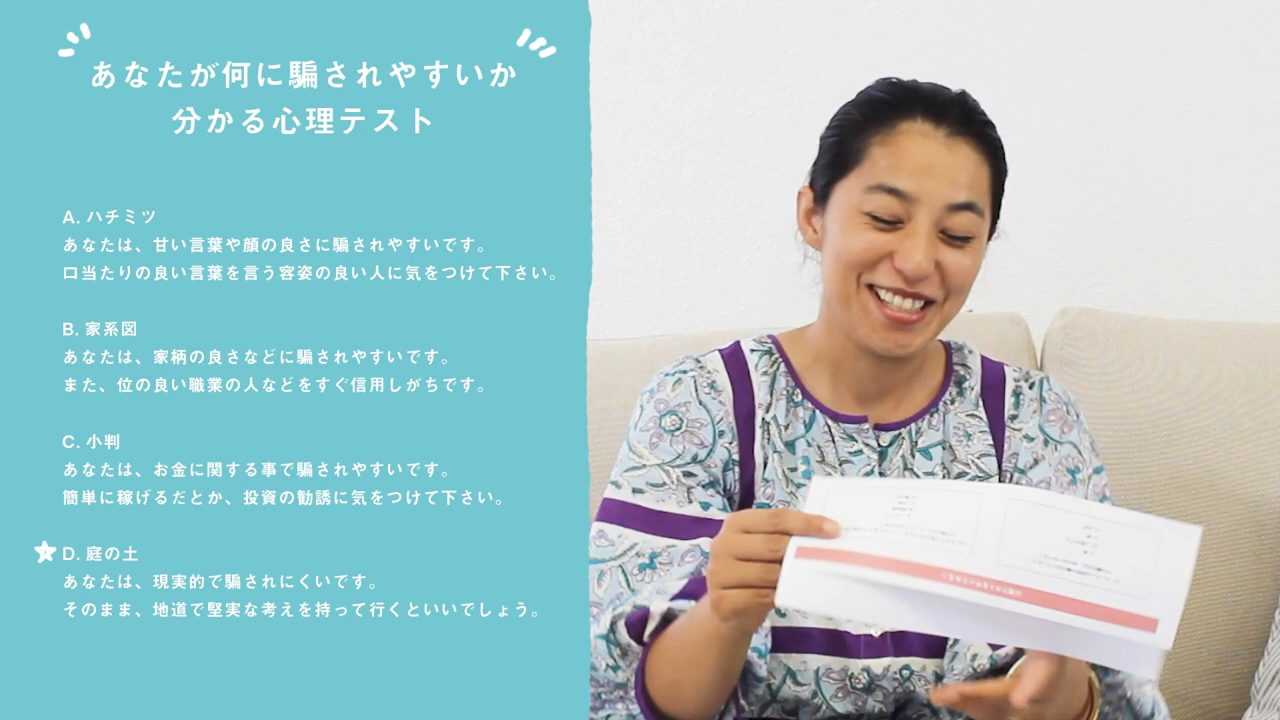 あなたが何に騙されやすいか
分かる心理テスト
A. ハチミツ
あなたは、甘い言葉や顔の良さに騙されやすいです。
口当たりの良い言葉を言う容姿の良い人に気をつけて下さい。
B. 家系図
あなたは、家柄の良さなどに騙されやすいです。
また、位の良い職業の人などをすぐ信用しがちです。
C. 小判
あなたは、お金に関する事で騙されやすいです。
簡単に稼げるだとか、投資の勧誘に気をつけて下さい。
D. 庭の土
あなたは、現実的で騙されにくいです。
そのまま、地道で堅実な考えを持って行くといいでしょう。